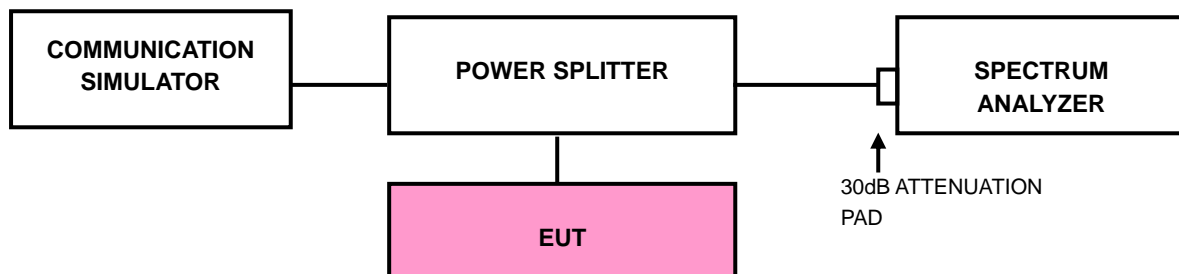 COMMUNICATION
SIMULATOR
POWER SPLITTER
SPECTRUM
ANALYZER
30dB ATTENUATION
PAD
EUT